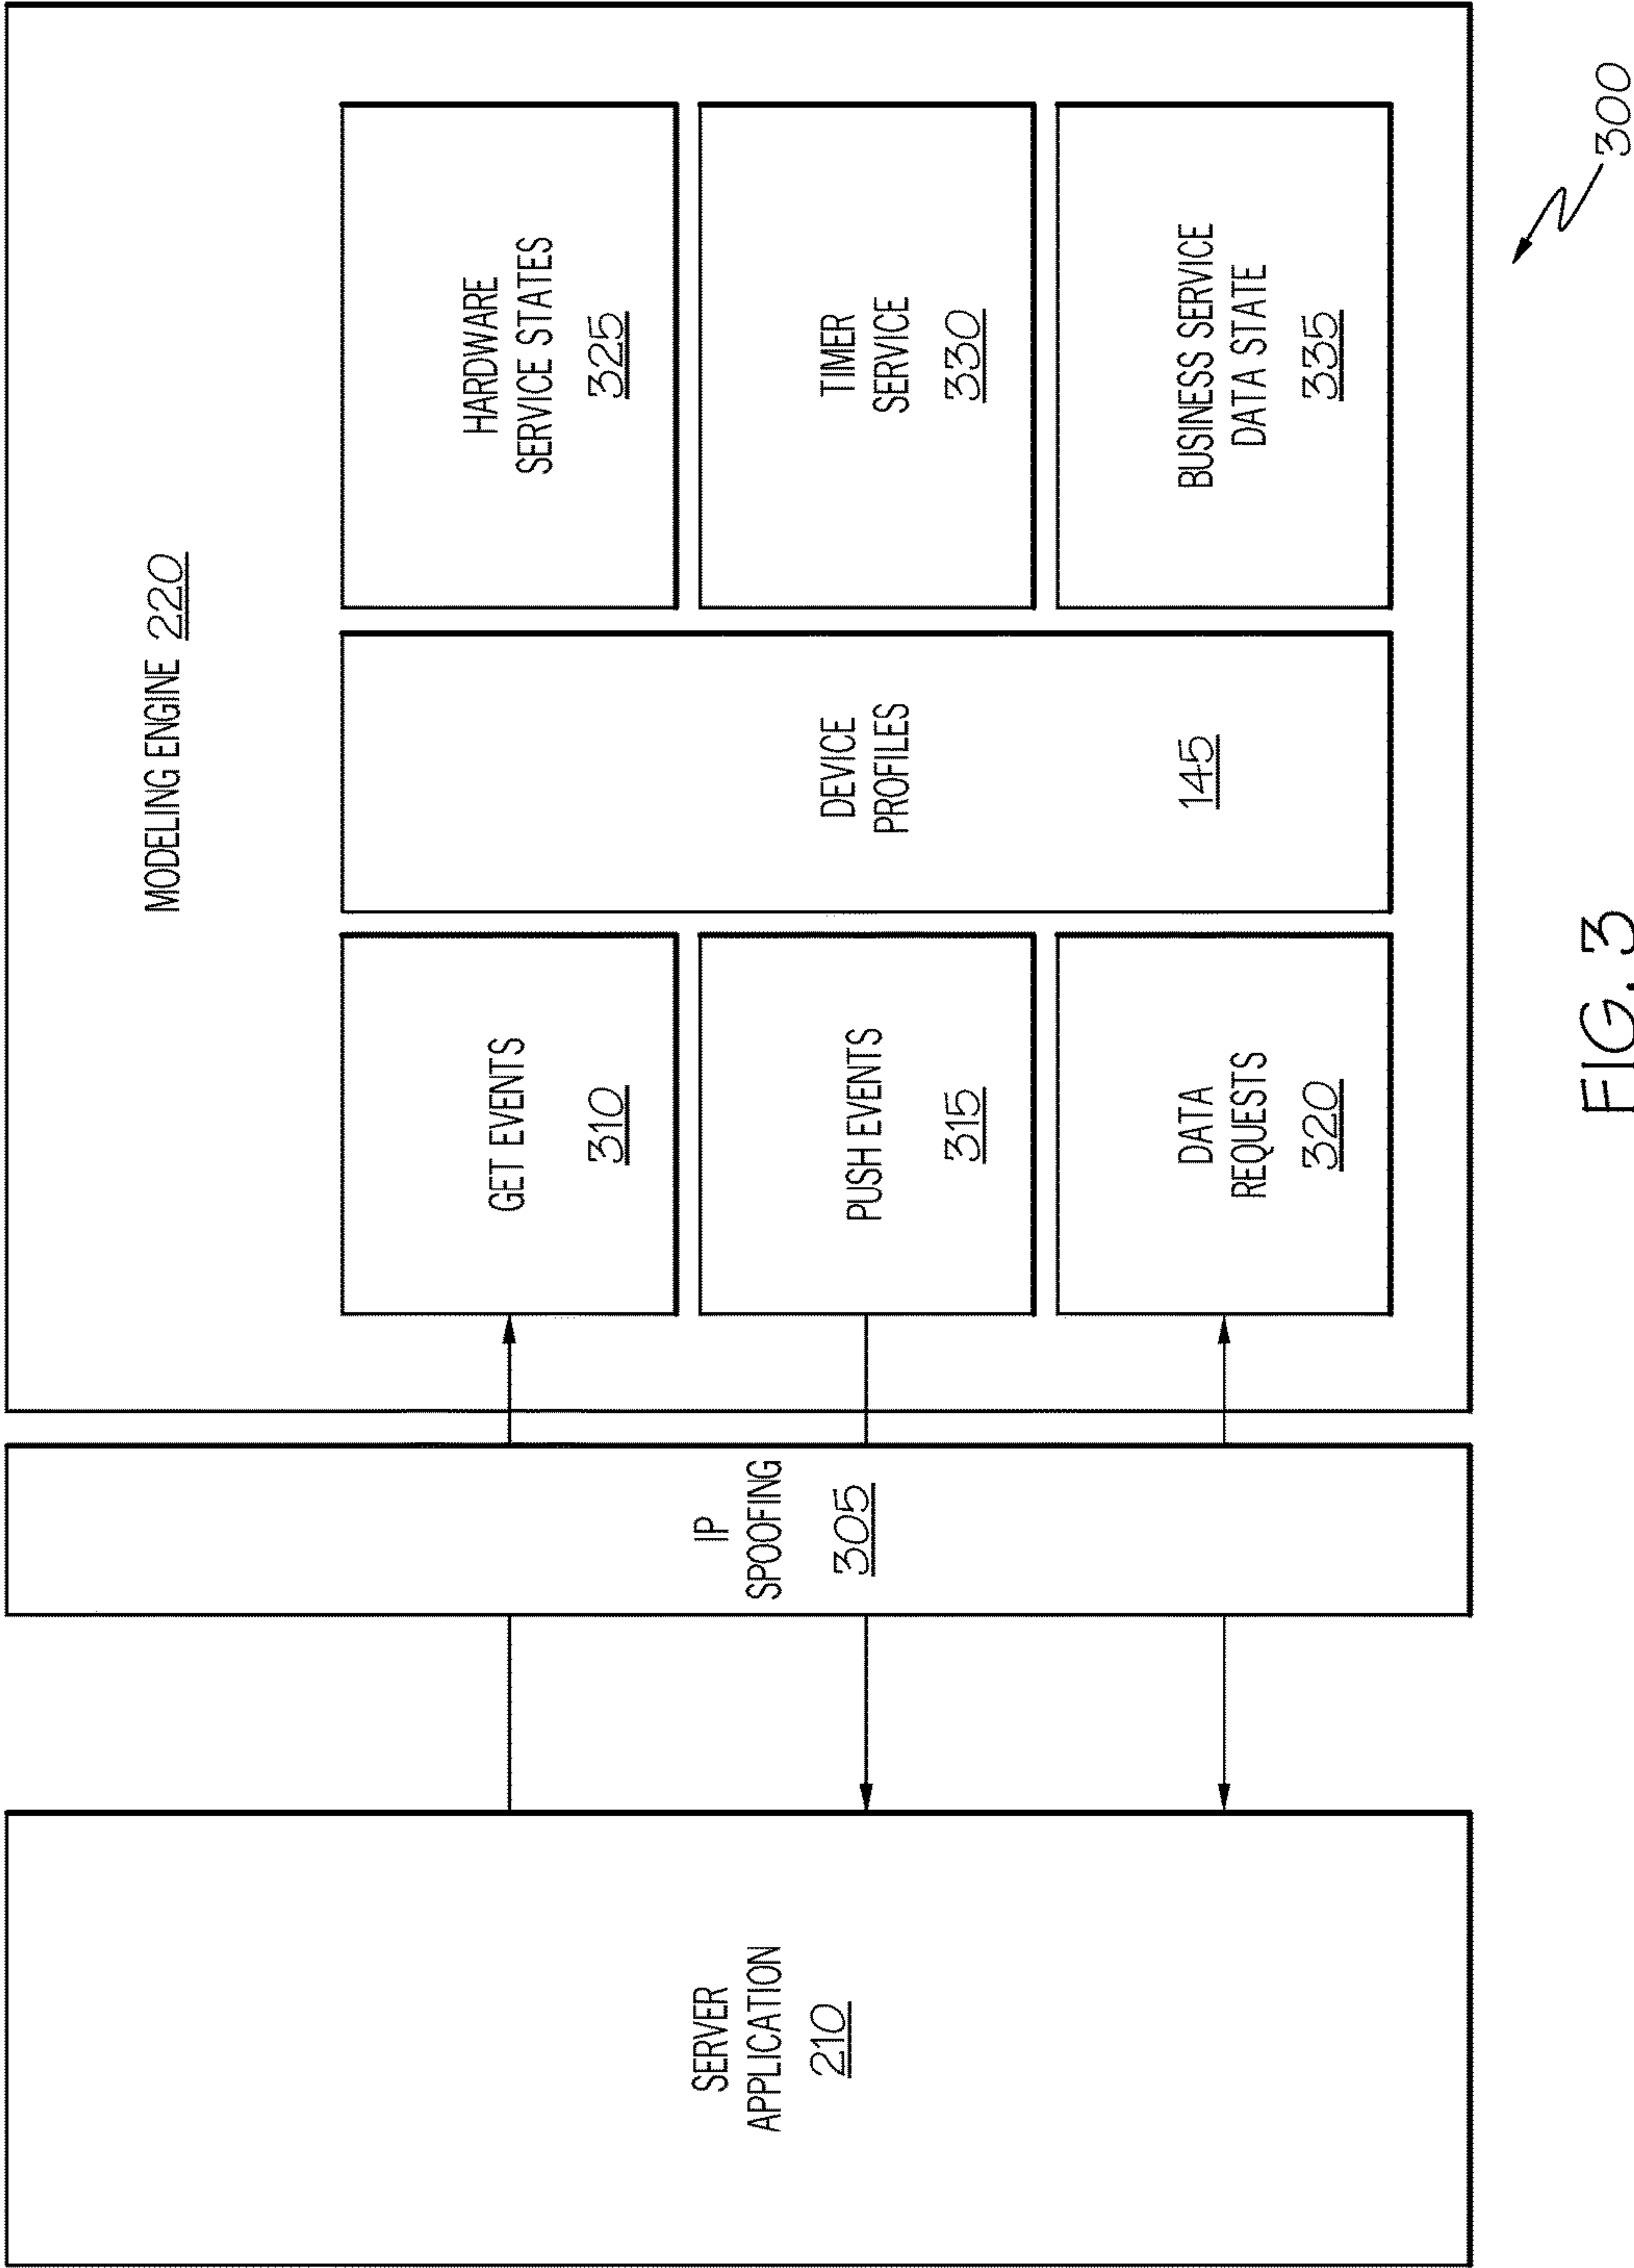 MODELING ENGINE 220
SERVER
APPLICATION
210
IP
SPOOFING
305
GET EVENTS
310
PUSH EVENTS
315
DATA
REQUESTS
320
DEVICE
PROFILES
145
HARDWARE
SERVICE STATES
325
TIMER
SERVICE
330
BUSINESS SERVICE
DATA STATE
335
300
FIG. 3